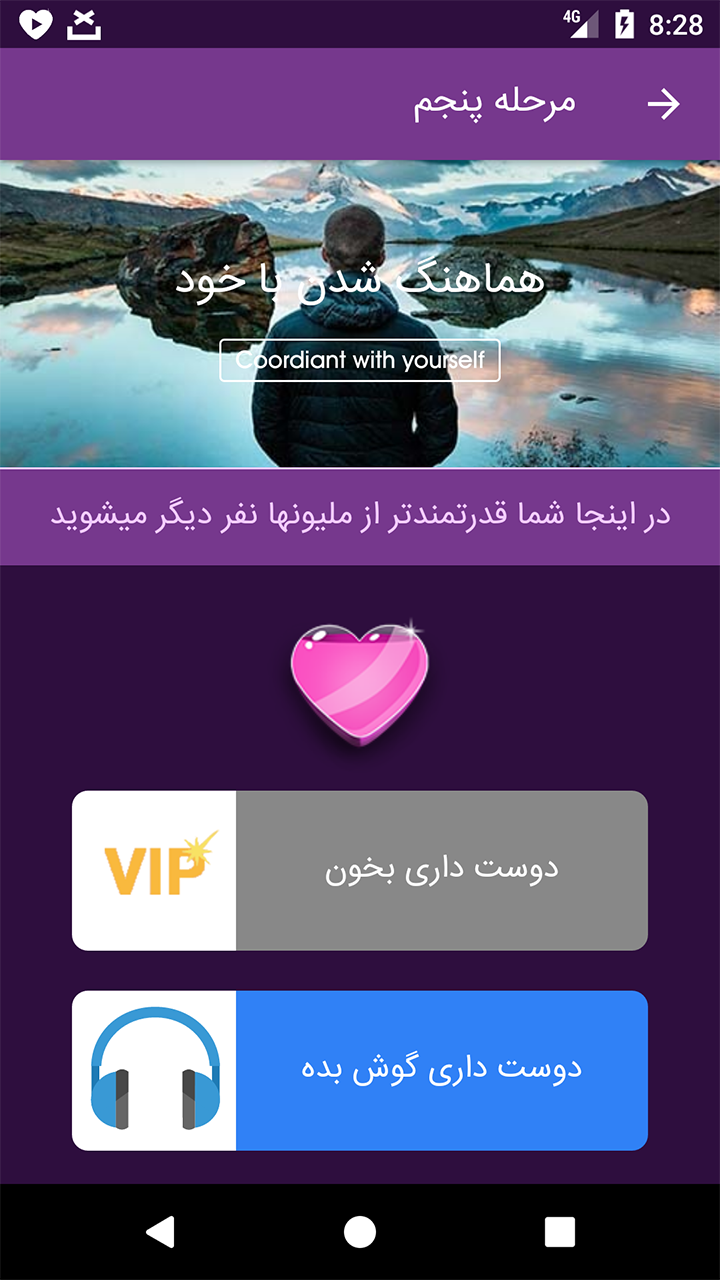 4G 8:28
مرحله پنجم
هماهنگ شدن با خود
Coordiant with yourself
در اینجا شما قدرتمندتر از ملیونها نفر دیگر میشوید
VIP دوست داری بخون
دوست داری گوش بده